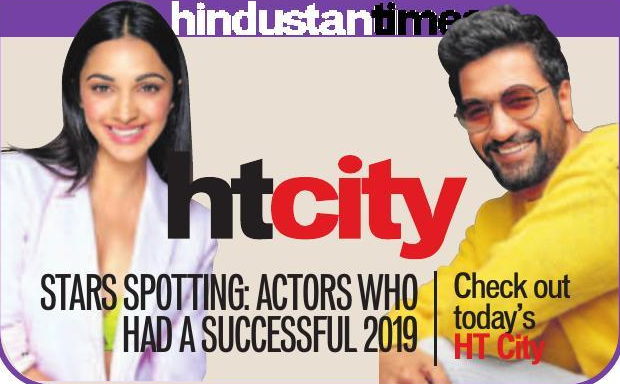 hindustantimes
htcity
STARS SPOTTING: ACTORS WHO
HAD A SUCCESSFUL 2019
Check out
today's
HT City